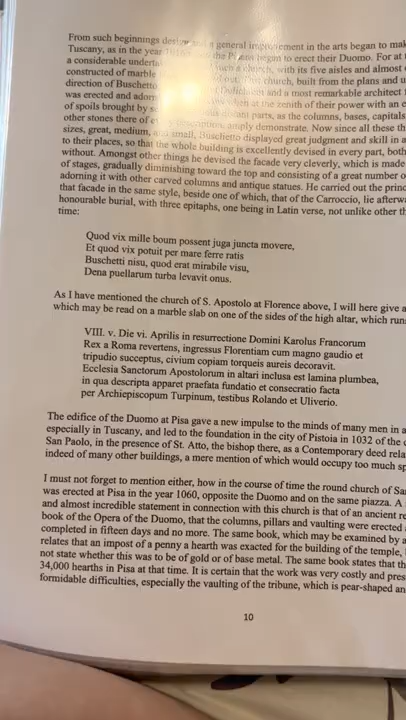 From such beginnings design and a general improvement in the arts began to mak
Tuscany, as in the year the Pisans began to erect their Duomo. For at
a considerable underta such a church, with its five aisles and almost
constructed of marble church, built from the plans and u
direction of Buschetto and a most remarkable architect
was erected and adorn at the zenith of their power with an e
of spoils brought by s distant parts, as the columns, bases, capitals
other stones there of every description, amply demonstrate. Now since all these th
sizes, great, medium, and small, Buschetto displayed great judgment and skill in a
to their places, so that the whole building is excellently devised in every part, both
without. Amongst other things he devised the facade very cleverly, which is made
of stages, gradually diminishing toward the top and consisting of a great number o
adorning it with other carved columns and antique statues. He carried out the princ
that facade in the same style, beside one of which, that of the Carroccio, lie afterwa
honourable burial, with three epitaphs, one being in Latin verse, not unlike other th
time:
Quod vix mille boum possent juga juncta movere,
Et quod vix potuit per mare ferre ratis
Buschetti nisu, quod erat mirabile visu,
Dena puellarum turba levavit onus.
As I have mentioned the church of S. Apostolo at Florence above, I will here give a
which may be read on a marble slab on one of the sides of the high altar, which run
VIII. v. Die vi. Aprilis in resurrectione Domini Karolus Francorum
Rex a Roma revertens, ingressus Florentiam cum magno gaudio et
tripudio succeptus, civium copiam torqueis aureis decoravit.
Ecclesia Sanctorum Apostolorum in altari inclusa est lamina plumbea,
in qua descripta apparet praefata fundatio et consecratio facta
per Archiepiscopum Turpinum, testibus Rolando et Uliverio.
The edifice of the Duomo at Pisa gave a new impulse to the minds of many men in a
especially in Tuscany, and led to the foundation in the city of Pistoia in 1032 of the c
San Paolo, in the presence of St. Atto, the bishop there, as a Contemporary deed rela
indeed of many other buildings, a mere mention of which would occupy too much sp
I must not forget to mention either, how in the course of time the round church of Sa
was erected at Pisa in the year 1060, opposite the Duomo and on the same piazza. A
and almost incredible statement in connection with this church is that of an ancient re
book of the Opera of the Duomo, that the columns, pillars and vaulting were erected
completed in fifteen days and no more. The same book, which may be examined by a
relates that an impost of a penny a hearth was exacted for the building of the temple,
not state whether this was to be of gold or of base metal. The same book states that th
34,000 hearths in Pisa at that time. It is certain that the work was very costly and pres
formidable difficulties, especially the vaulting of the tribune, which is pear-shaped an
10